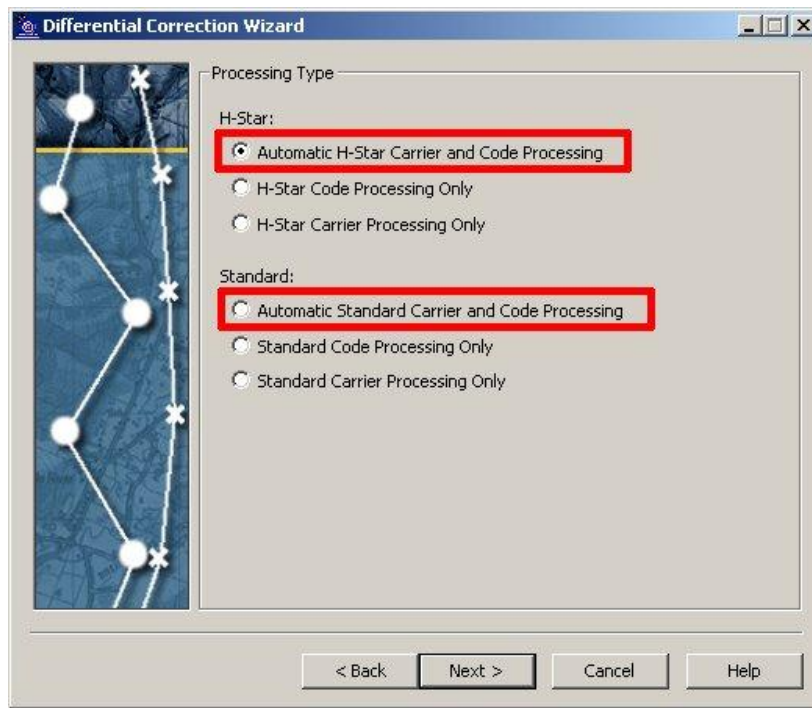 Differential Correction Wizard
Processing Type
H-Star:
Automatic H-Star Carrier and Code Processing
H-Star Code Processing Only
H-Star Carrier Processing Only
Standard:
Automatic Standard Carrier and Code Processing
Standard Code Processing Only
Standard Carrier Processing Only
< Back Next > Cancel Help